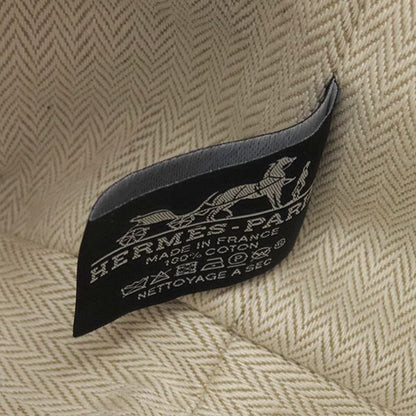 HERMES-PARIS
MADE IN FRANCE
100% COTON
NETTOYAGE A SEC